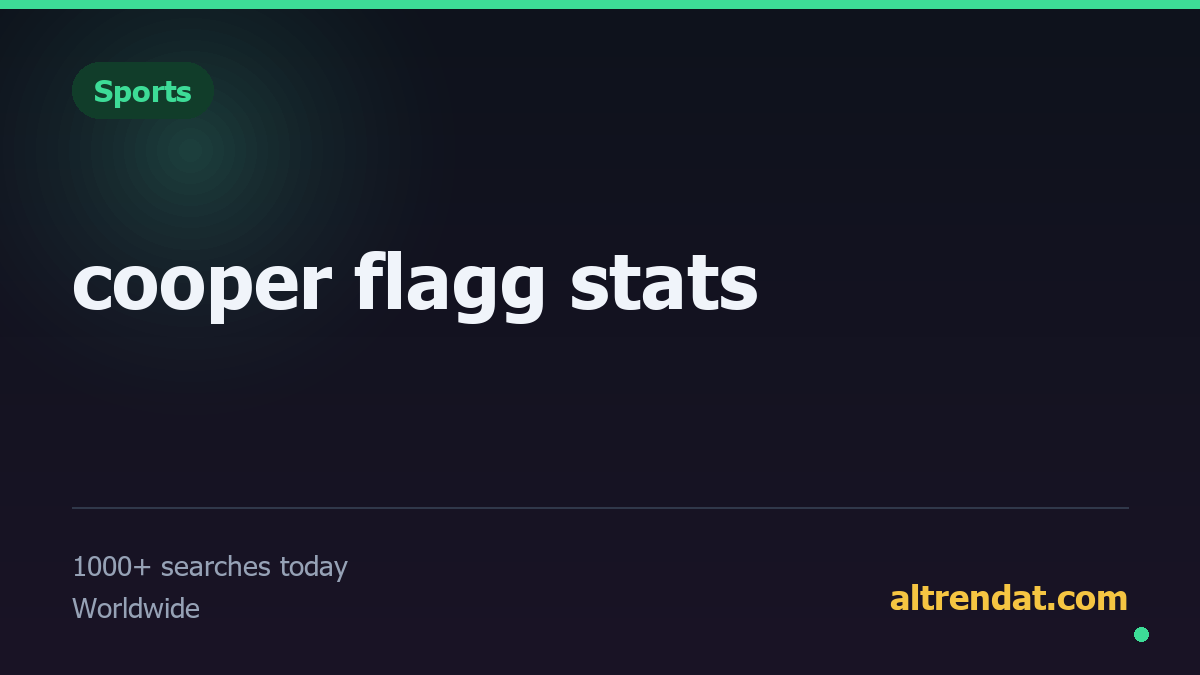 Sports
cooper flagg stats
1000+ searches today
Worldwide
altrendat.com